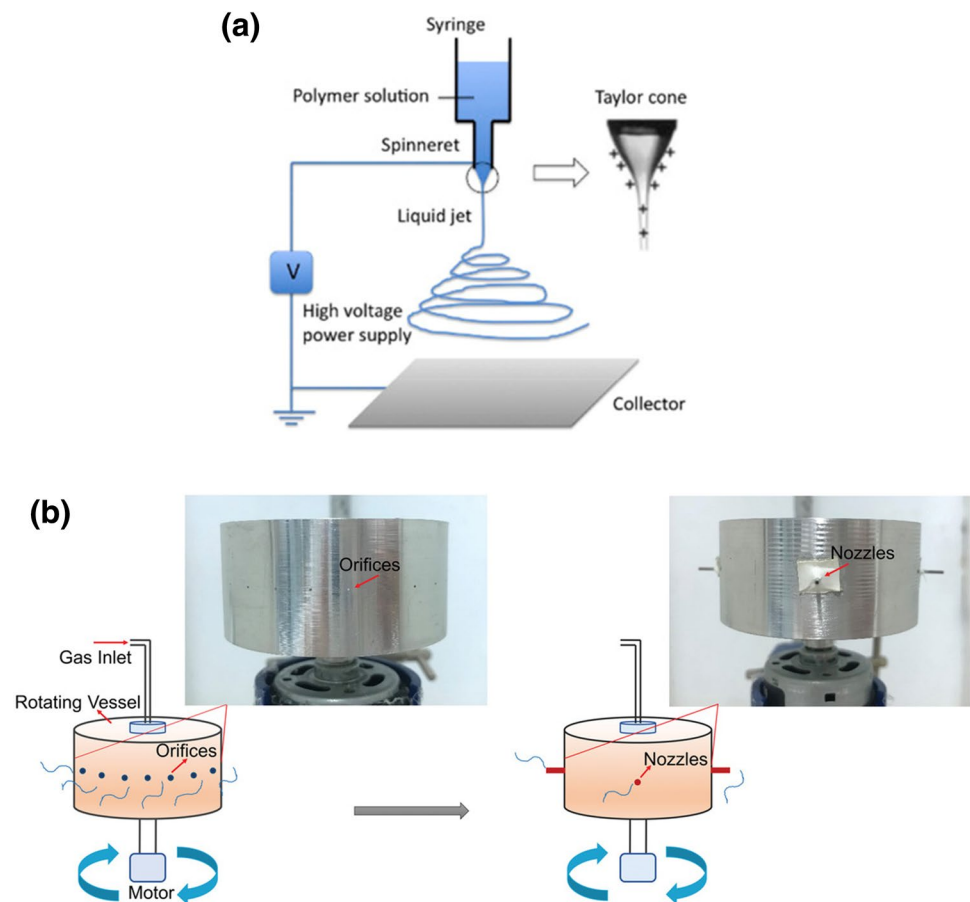 (a)
Syringe
Polymer solution
Taylor cone
Spinneret
Liquid jet
V
High voltage
power supply
Collector
(b)
Orifices
Nozzles
Gas Inlet
Rotating Vessel
Orifices
Nozzles
Motor